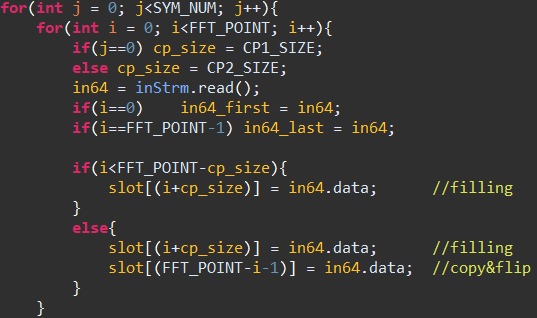 for(int j = 0; j<SYM_NUM; j++){
    for(int i = 0; i<FFT_POINT; i++){
        if(j==0) cp_size = CP1_SIZE;
        else cp_size = CP2_SIZE;
        in64 = inStrm.read();
        if(i==0)    in64_first = in64;
        if(i==FFT_POINT-1) in64_last = in64;

        if(i<FFT_POINT-cp_size){
            slot[(i+cp_size)] = in64.data;      //filling
        }
        else{
            slot[(i+cp_size)] = in64.data;      //filling
            slot[(FFT_POINT-i-1)] = in64.data;  //copy&flip
        }
    }